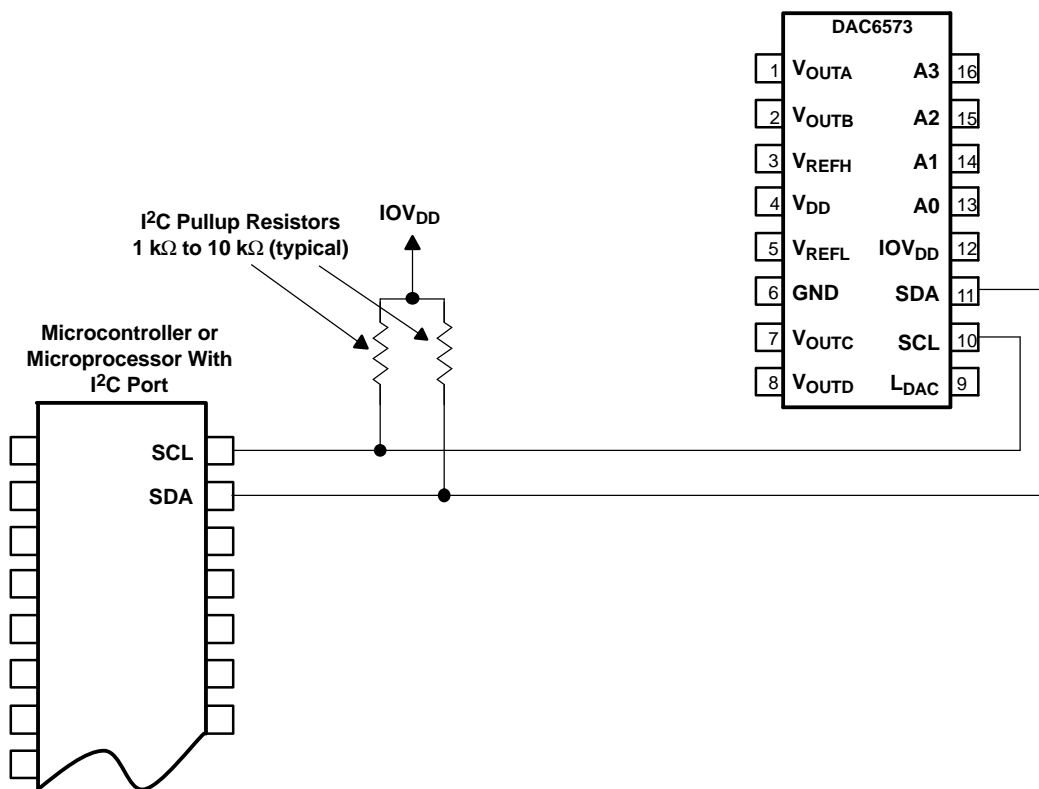 DAC6573
1 VOUTA A3 16
2 VOUTB A2 15
3 VREFH A1 14
4 VDD A0 13
5 VREFL IOVDD 12
6 GND SDA 11
7 VOUTC SCL 10
8 VOUTD LDAC 9
I2C Pullup Resistors
1 kΩ to 10 kΩ (typical)
IOVDD
Microcontroller or
Microprocessor With
I2C Port
SCL
SDA